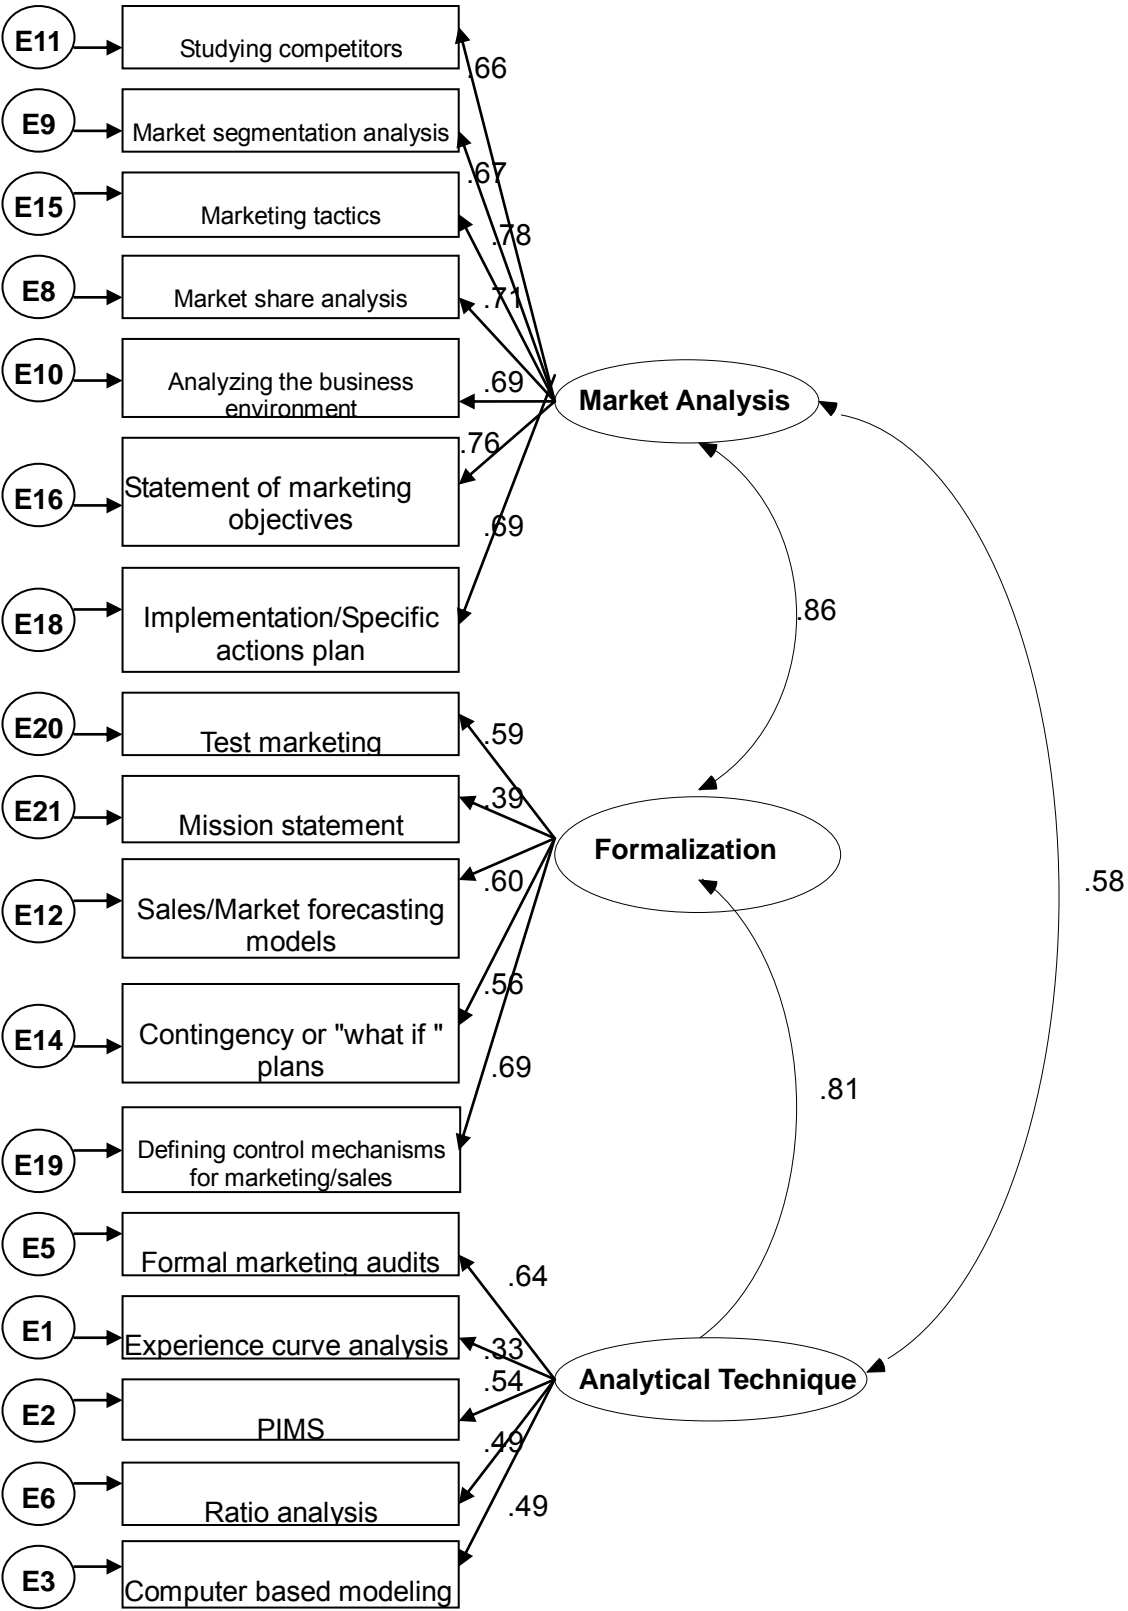 E11
Studying competitors
.66
E9
Market segmentation analysis
.67
E15
Marketing tactics
.78
E8
Market share analysis
.71
E10
Analyzing the business
environment
.69
Market Analysis
.76
E16
Statement of marketing
objectives
.69
E18
Implementation/Specific
actions plan
.86
E20
Test marketing
.59
E21
Mission statement
.39
Formalization
.58
E12
Sales/Market forecasting
models
.60
E14
Contingency or "what if "
plans
.56
.69
.81
E19
Defining control mechanisms
for marketing/sales
E5
Formal marketing audits
.64
E1
Experience curve analysis
.33
.54
Analytical Technique
E2
PIMS
.49
E6
Ratio analysis
.49
E3
Computer based modeling